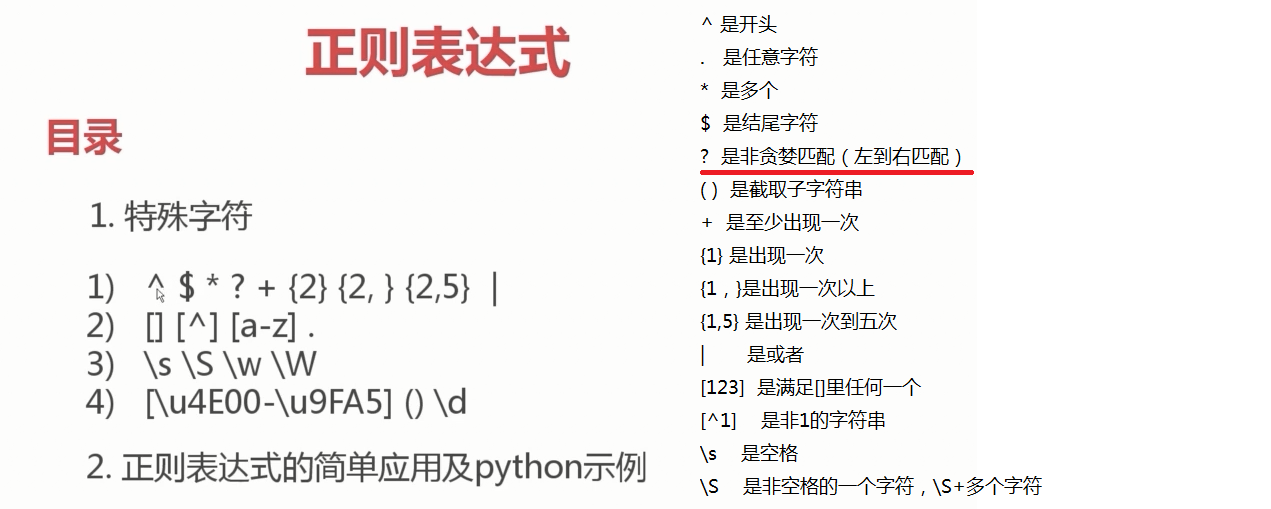 正则表达式
目录
1. 特殊字符
1) ^ $ * ? + {2} {2, } {2,5} |
2) [] [^] [a-z] .
3) \s \S \w \W
4) [\u4E00-\u9FA5] () \d
2. 正则表达式的简单应用及python示例
^ 是开头
. 是任意字符
* 是多个
$ 是结尾字符
? 是非贪婪匹配（左到右匹配）
( ) 是截取子字符串
+ 是至少出现一次
{1} 是出现一次
{1，}是出现一次以上
{1,5} 是出现一次到五次
| 是或者
[123] 是满足[]里任何一个
[^1] 是非1的字符串
\s 是空格
\S 是非空格的一个字符，\S+多个字符